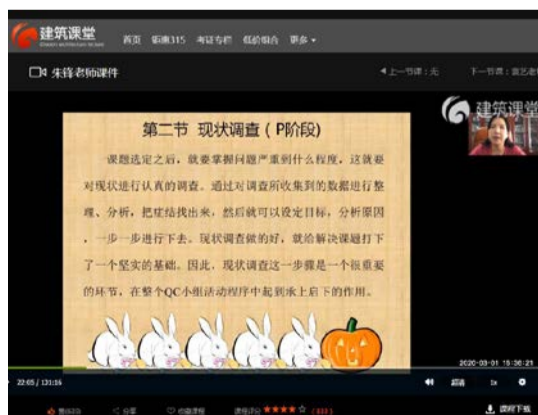 建筑课堂
首页 钜惠315 考证专栏 低价组合 更多
朱锋老师课件
上一节课：无
建筑课堂
第二节 现状调查（P阶段）
课题选定之后，就要掌握问题严重到什么程度，这就要
对现状进行认真的调查。通过对调查所收集到的数据进行整
理、分析，把症结找出来，然后就可以设定目标，分析原因
，一步一步进行下去。现状调查做的好，就给解决课题打下
了一个坚实的基础。因此，现状调查这一步骤是一个很重要
的环节，在整个QC小组活动程序中起到承上启下的作用。
2020-03-01 15:36:21
22:05 / 131:16
超清 1x
分享 收藏课程 课程评分
课程下载